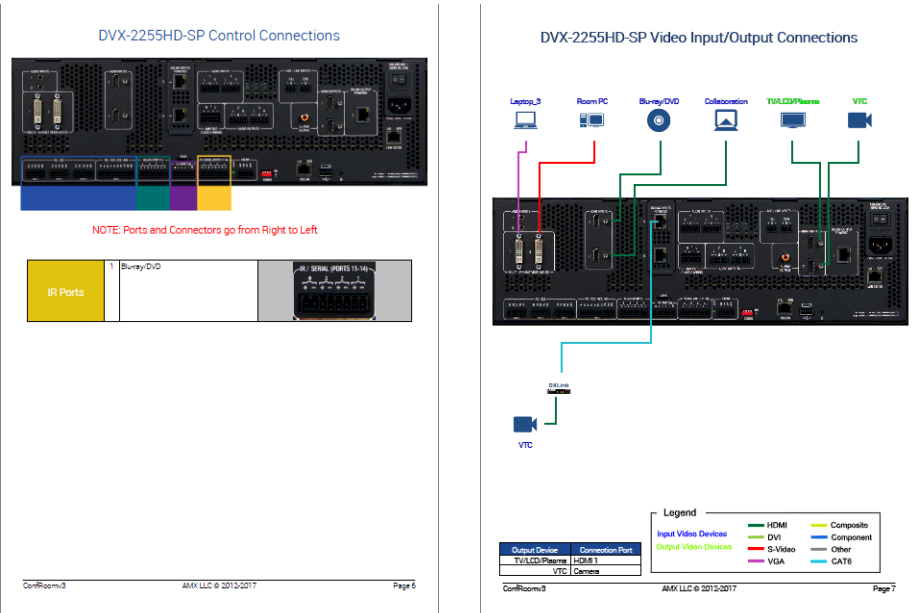 DVX-2255HD-SP Control Connections
NOTE: Ports and Connectors go from Right to Left
IR Ports
1
Blu-ray/DVD
IR / SERIAL (PORTS 11-14)
4 3 2 1
ConfRoomv3
AMX LLC © 2012-2017
Page 6
DVX-2255HD-SP Video Input/Output Connections
Laptop_3
Room PC
Blu-ray/DVD
Collaboration
TV/LCD/Plasma
VTC
DXLink
VTC
Legend
Input Video Devices
Output Video Devices
HDMI
DVI
S-Video
VGA
Composite
Component
Other
CAT6
Output Device
Connection Port
TV/LCD/Plasma
HDMI 1
VTC
Camera
ConfRoomv3
AMX LLC © 2012-2017
Page 7